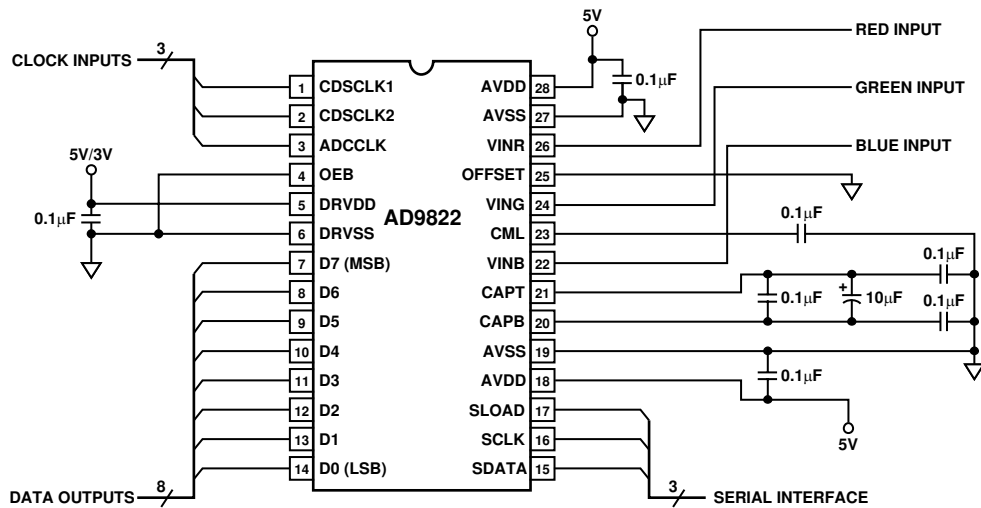 CLOCK INPUTS
3
5V
RED INPUT
GREEN INPUT
BLUE INPUT
0.1μF
5V/3V
0.1μF
AD9822
1 CDSCLK1
2 CDSCLK2
3 ADCCLK
4 OEB
5 DRVDD
6 DRVSS
7 D7 (MSB)
8 D6
9 D5
10 D4
11 D3
12 D2
13 D1
14 D0 (LSB)
AVDD 28
AVSS 27
VINR 26
OFFSET 25
VING 24
CML 23
VINB 22
CAPT 21
CAPB 20
AVSS 19
AVDD 18
SLOAD 17
SCLK 16
SDATA 15
0.1μF
0.1μF
0.1μF
+
10μF
0.1μF
0.1μF
5V
DATA OUTPUTS
8
3
SERIAL INTERFACE